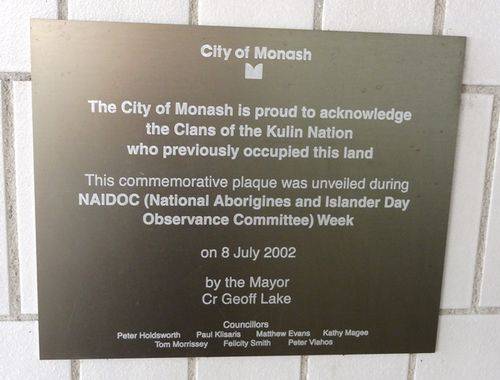 City of Monash
The City of Monash is proud to acknowledge
the Clans of the Kulin Nation
who previously occupied this land
This commemorative plaque was unveiled during
NAIDOC (National Aborigines and Islander Day
Observance Committee) Week
on 8 July 2002
by the Mayor
Cr Geoff Lake
Councillors
Peter Holdsworth Paul Klisaris Matthew Evans Kathy Magee
Tom Morrissey Felicity Smith Peter Vlahos